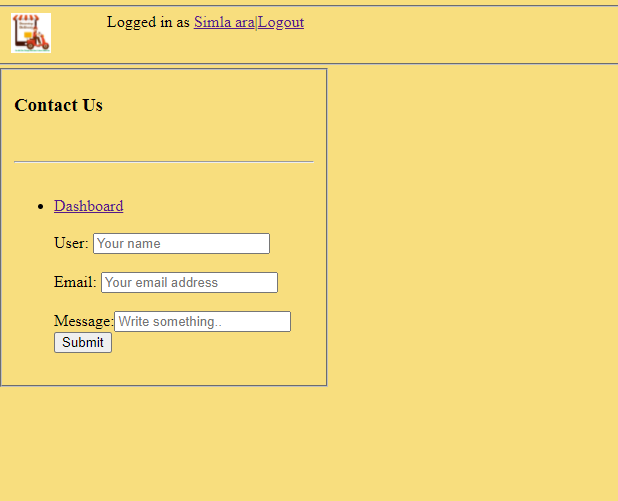 Logged in as Simla ara|Logout
Contact Us
Dashboard
User: Your name
Email: Your email address
Message: Write something..
Submit